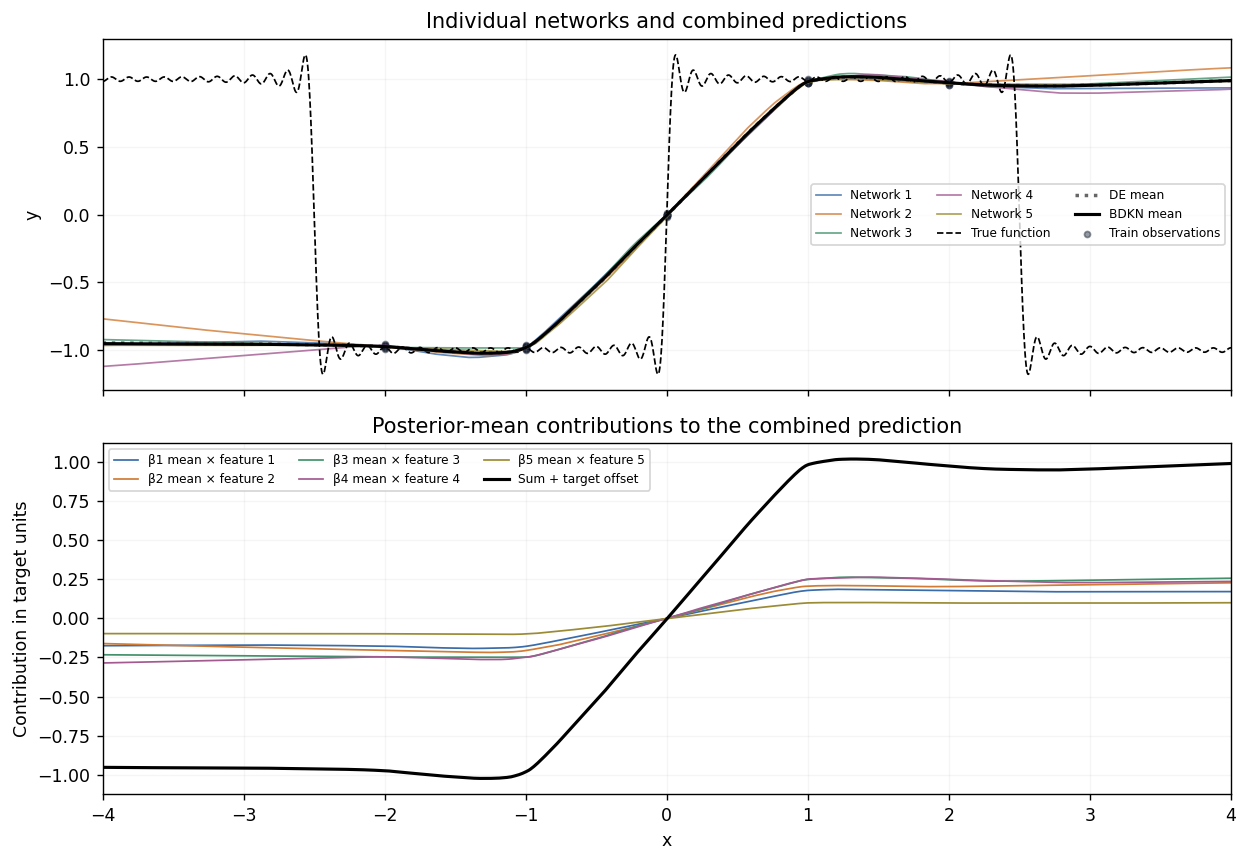 Individual networks and combined predictions
1.0
0.5
0.0
−0.5
−1.0
y
Network 1
Network 2
Network 3
Network 4
Network 5
True function
DE mean
BDKN mean
Train observations
Posterior-mean contributions to the combined prediction
1.00
0.75
0.50
0.25
0.00
−0.25
−0.50
−0.75
−1.00
Contribution in target units
β1 mean × feature 1
β2 mean × feature 2
β3 mean × feature 3
β4 mean × feature 4
β5 mean × feature 5
Sum + target offset
−4 −3 −2 −1 0 1 2 3 4
x